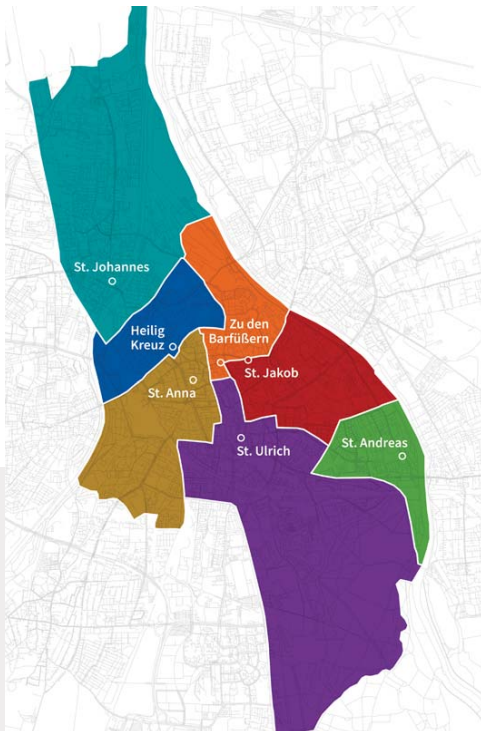 St. Johannes
Heilig
Kreuz
Zu den
Barfüßern
St. Jakob
St. Anna
St. Andreas
St. Ulrich